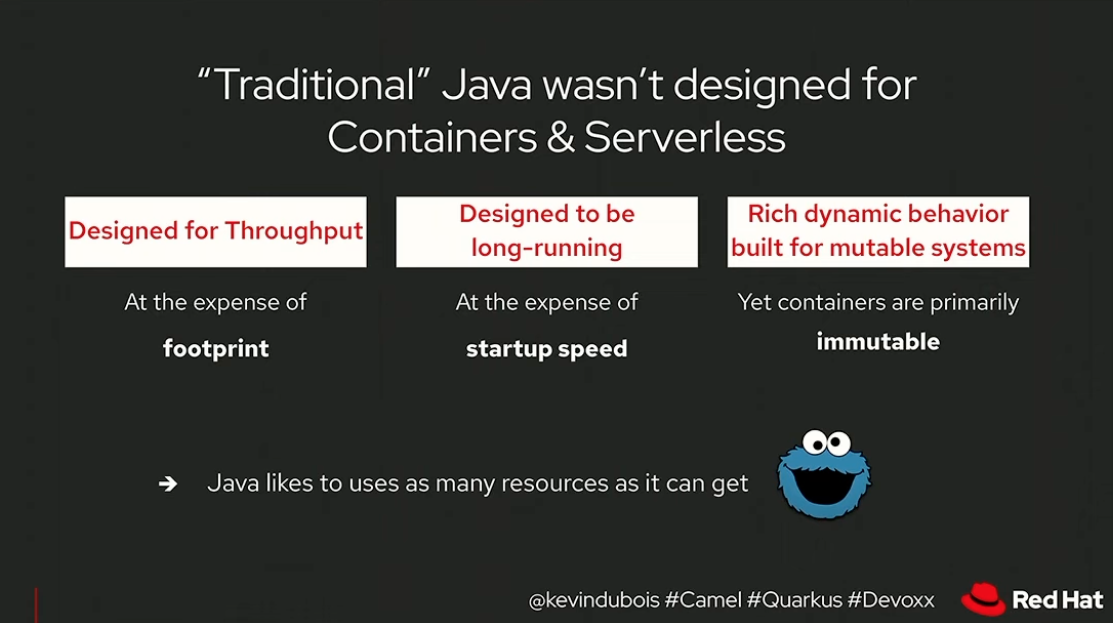 “Traditional” Java wasn’t designed for
Containers & Serverless
Designed for Throughput
At the expense of
footprint
Designed to be
long-running
At the expense of
startup speed
Rich dynamic behavior
built for mutable systems
Yet containers are primarily
immutable
➔ Java likes to uses as many resources as it can get
@kevindubois #Camel #Quarkus #Devoxx
Red Hat